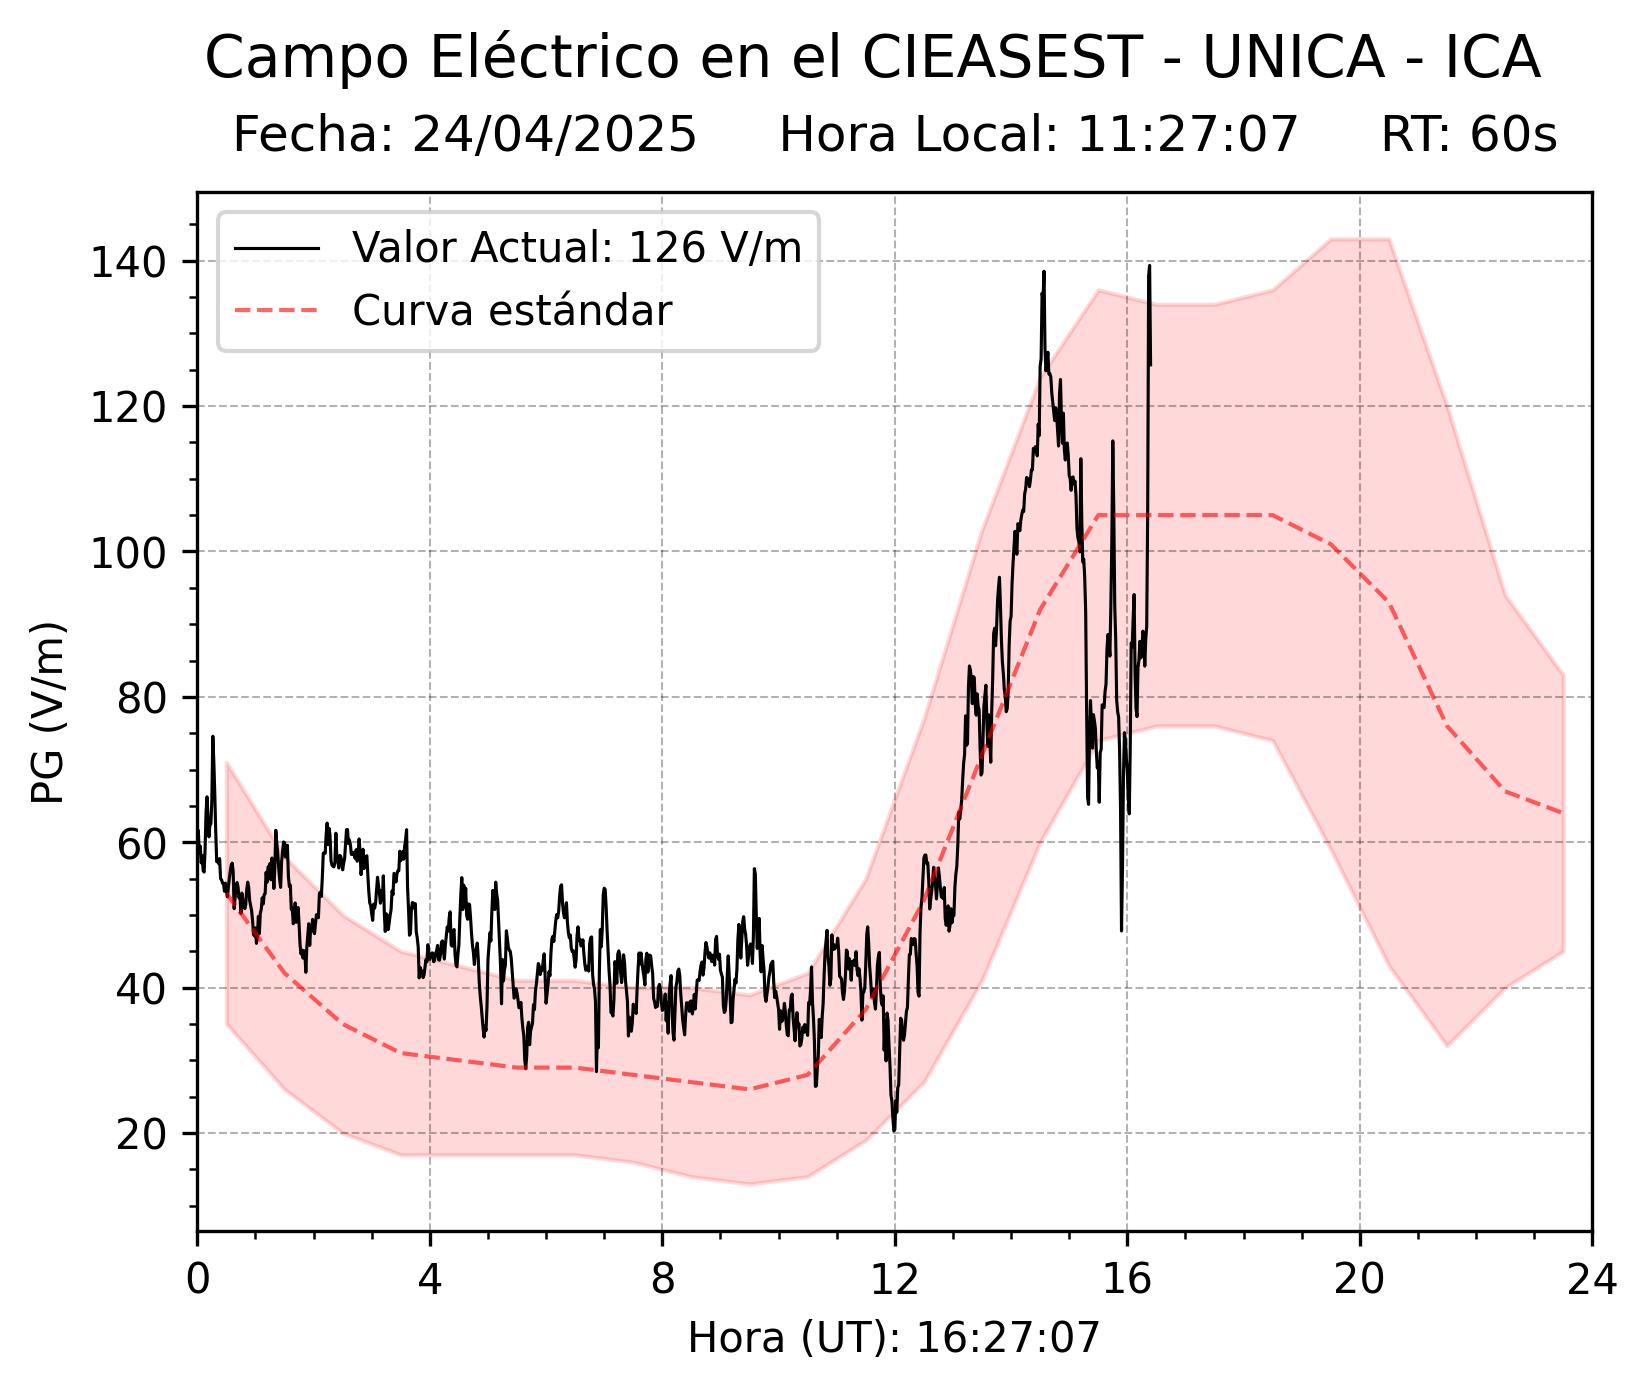 Campo Eléctrico en el CIEASEST - UNICA - ICA
Fecha: 24/04/2025 Hora Local: 11:27:07 RT: 60s
Valor Actual: 126 V/m
Curva estándar
PG (V/m)
140
120
100
80
60
40
20
0 4 8 12 16 20 24
Hora (UT): 16:27:07